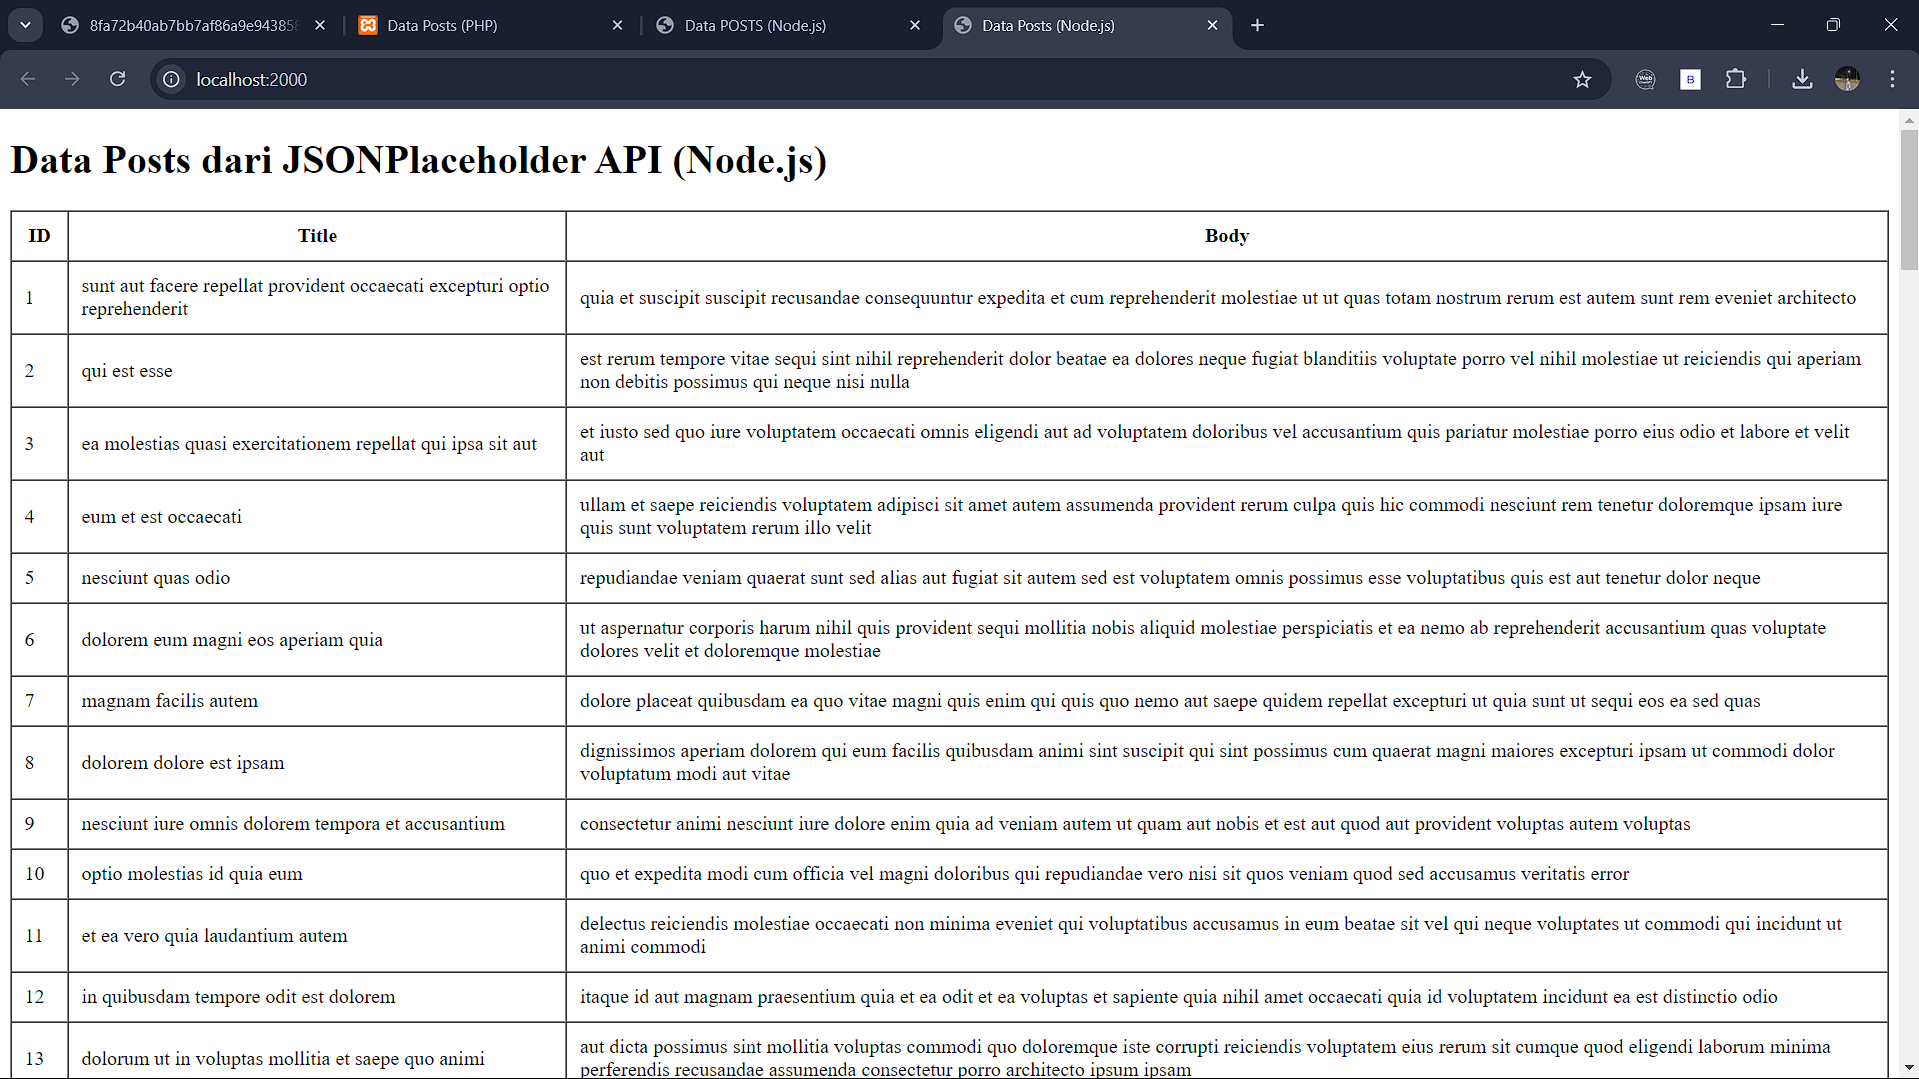 8fa72b40ab7bb7af86a9e94385
Data Posts (PHP)
Data POSTS (Node.js)
Data Posts (Node.js)
localhost:2000
Web
B
Data Posts dari JSONPlaceholder API (Node.js)
ID Title Body
1
sunt aut facere repellat provident occaecati excepturi optio
reprehenderit
quia et suscipit suscipit recusandae consequuntur expedita et cum reprehenderit molestiae ut ut quas totam nostrum rerum est autem sunt rem eveniet architecto
2
qui est esse
est rerum tempore vitae sequi sint nihil reprehenderit dolor beatae ea dolores neque fugiat blanditiis voluptate porro vel nihil molestiae ut reiciendis qui aperiam
non debitis possimus qui neque nisi nulla
3
ea molestias quasi exercitationem repellat qui ipsa sit aut
et iusto sed quo iure voluptatem occaecati omnis eligendi aut ad voluptatem doloribus vel accusantium quis pariatur molestiae porro eius odio et labore et velit
aut
4
eum et est occaecati
ullam et saepe reiciendis voluptatem adipisci sit amet autem assumenda provident rerum culpa quis hic commodi nesciunt rem tenetur doloremque ipsam iure
quis sunt voluptatem rerum illo velit
5
nesciunt quas odio
repudiandae veniam quaerat sunt sed alias aut fugiat sit autem sed est voluptatem omnis possimus esse voluptatibus quis est aut tenetur dolor neque
6
dolorem eum magni eos aperiam quia
ut aspernatur corporis harum nihil quis provident sequi mollitia nobis aliquid molestiae perspiciatis et ea nemo ab reprehenderit accusantium quas voluptate
dolores velit et doloremque molestiae
7
magnam facilis autem
dolore placeat quibusdam ea quo vitae magni quis enim qui quis quo nemo aut saepe quidem repellat excepturi ut quia sunt ut sequi eos ea sed quas
8
dolorem dolore est ipsam
dignissimos aperiam dolorem qui eum facilis quibusdam animi sint suscipit qui sint possimus cum quaerat magni maiores excepturi ipsam ut commodi dolor
voluptatum modi aut vitae
9
nesciunt iure omnis dolorem tempora et accusantium
consectetur animi nesciunt iure dolore enim quia ad veniam autem ut quam aut nobis et est aut quod aut provident voluptas autem voluptas
10
optio molestias id quia eum
quo et expedita modi cum officia vel magni doloribus qui repudiandae vero nisi sit quos veniam quod sed accusamus veritatis error
11
et ea vero quia laudantium autem
delectus reiciendis molestiae occaecati non minima eveniet qui voluptatibus accusamus in eum beatae sit vel qui neque voluptates ut commodi qui incidunt ut
animi commodi
12
in quibusdam tempore odit est dolorem
itaque id aut magnam praesentium quia et ea odit et ea voluptas et sapiente quia nihil amet occaecati quia id voluptatem incidunt ea est distinctio odio
13
dolorum ut in voluptas mollitia et saepe quo animi
aut dicta possimus sint mollitia voluptas commodi quo doloremque iste corrupti reiciendis voluptatem eius rerum sit cumque quod eligendi laborum minima
perferendis recusandae assumenda consectetur porro architecto ipsum ipsam